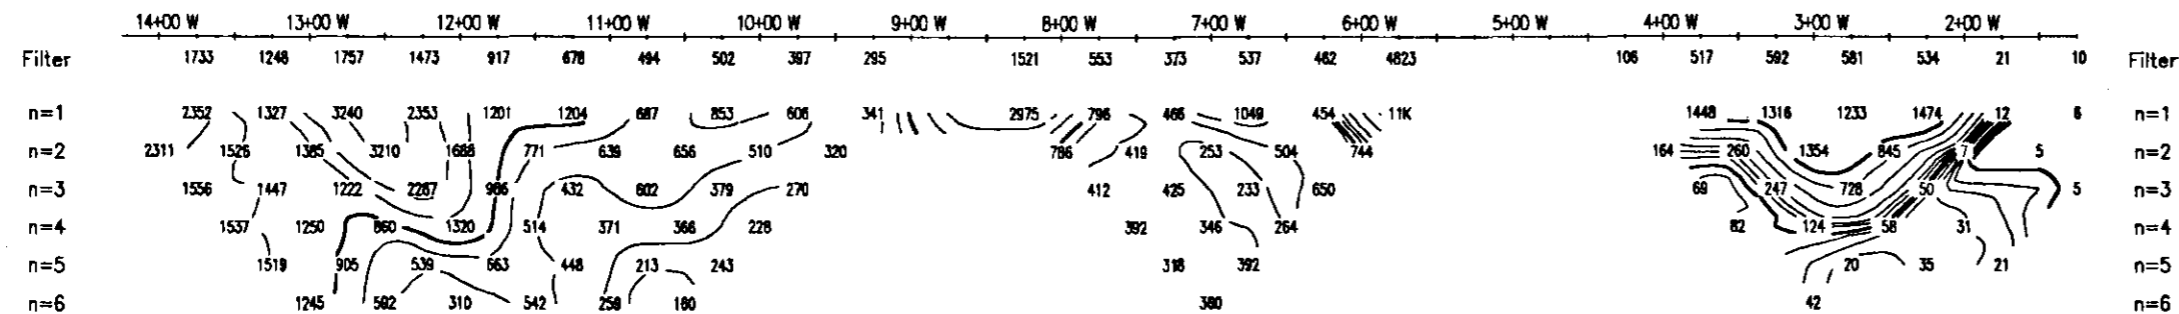 14+00 W 13+00 W 12+00 W 11+00 W 10+00 W 9+00 W 8+00 W 7+00 W 6+00 W 5+00 W 4+00 W 3+00 W 2+00 W
Filter 1733 1248 1757 1473 917 678 494 502 397 295 1521 553 373 537 462 4823 106 517 592 581 534 21 10 Filter
n=1 2352 1327 3240 2353 1201 1204 687 853 606 341 2975 796 466 1049 454 11K 1448 1316 1233 1474 12 6 n=1
n=2 2311 1526 1385 3210 1688 771 639 656 510 320 786 419 253 504 744 164 260 1354 845 7 5 n=2
n=3 1556 1447 1222 2267 986 432 602 379 270 412 425 233 650 69 247 728 50 5 n=3
n=4 1537 1250 860 1320 514 371 366 228 392 346 264 82 124 58 31 n=4
n=5 1519 905 539 663 448 213 243 318 392 20 35 21 n=5
n=6 1245 592 310 542 259 180 380 42 n=6